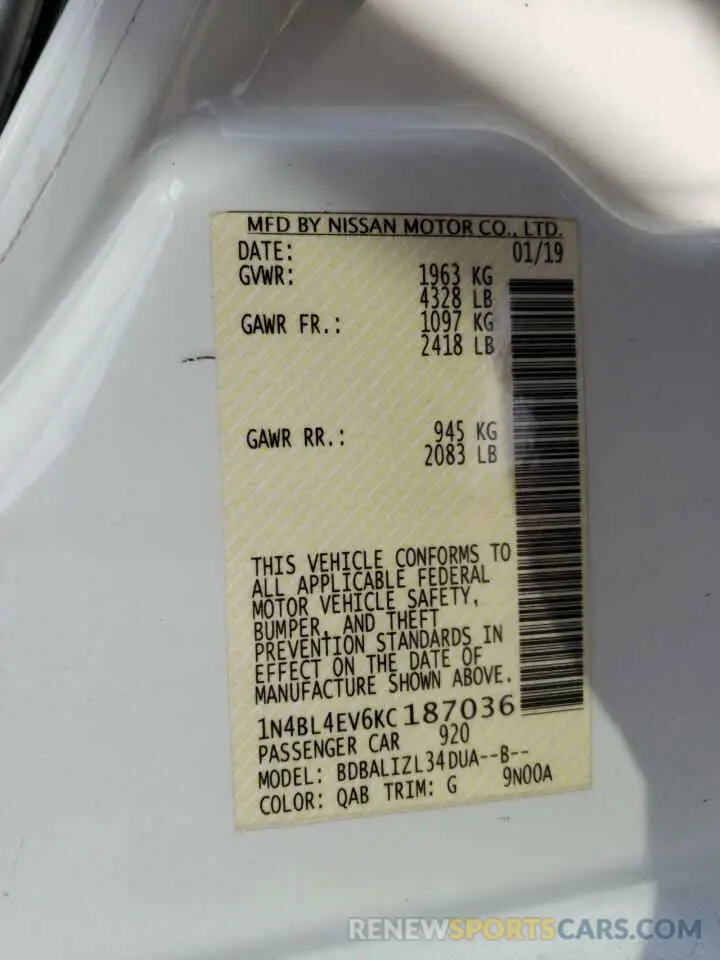 MFD BY NISSAN MOTOR CO., LTD.
DATE: 01/19
GVWR: 1963 KG
4328 LB
GAWR FR.: 1097 KG
2418 LB
GAWR RR.: 945 KG
2083 LB
THIS VEHICLE CONFORMS TO
ALL APPLICABLE FEDERAL
MOTOR VEHICLE SAFETY,
BUMPER, AND THEFT
PREVENTION STANDARDS IN
EFFECT ON THE DATE OF
MANUFACTURE SHOWN ABOVE.
1N4BL4EV6KC187036
PASSENGER CAR 920
MODEL: BDBALIZL34DUA--B--
COLOR: QAB TRIM: G 9N00A
RENEWSPORTSCARS.COM